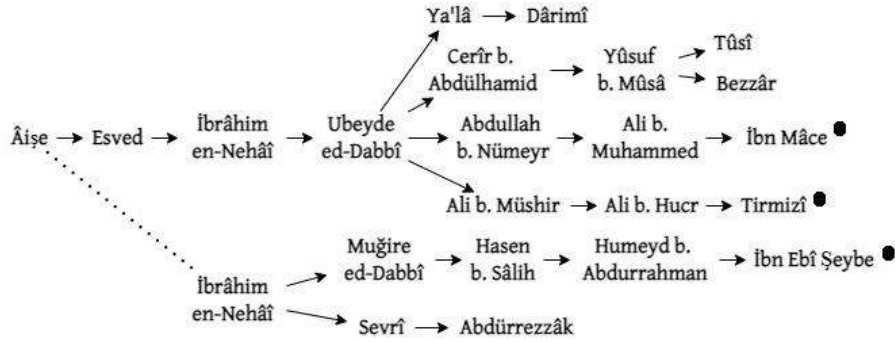 Ya'lâ
Dârimî
Cerîr b.
Abdülhamid
Yûsuf
b. Mûsâ
Tûsî
Bezzâr
Âişe
Esved
İbrâhim
en-Nehâî
Ubeyde
ed-Dabbî
Abdullah
b. Nümeyr
Ali b.
Muhammed
İbn Mâce
Ali b. Müshir
Ali b. Hucr
Tirmizî
İbrâhim
en-Nehâî
Muğire
ed-Dabbî
Hasen
b. Sâlih
Humeyd b.
Abdurrahman
İbn Ebî Şeybe
Sevrî
Abdürrezzâk